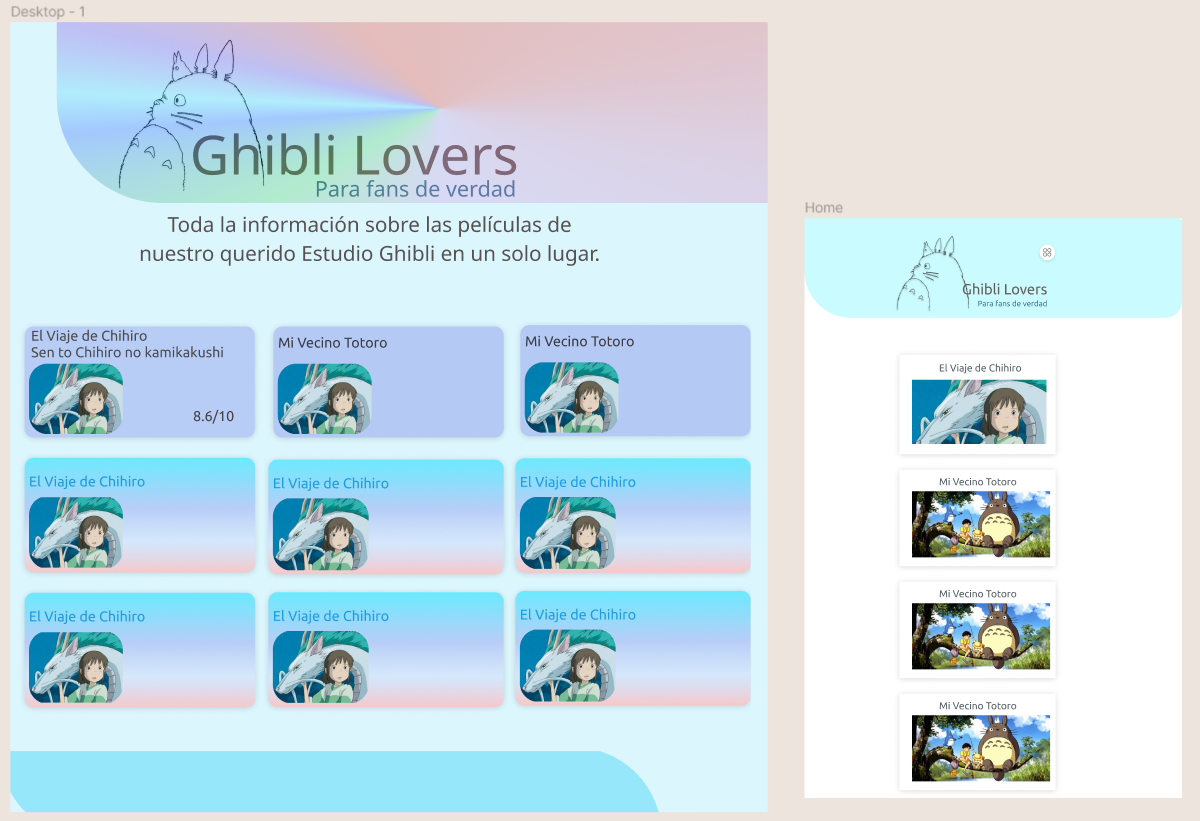 Desktop - 1
Ghibli Lovers
Para fans de verdad
Toda la información sobre las películas de
nuestro querido Estudio Ghibli en un solo lugar.
El Viaje de Chihiro
Sen to Chihiro no kamikakushi
8.6/10
Mi Vecino Totoro
Mi Vecino Totoro
El Viaje de Chihiro
El Viaje de Chihiro
El Viaje de Chihiro
El Viaje de Chihiro
El Viaje de Chihiro
El Viaje de Chihiro
Home
Ghibli Lovers
Para fans de verdad
El Viaje de Chihiro
Mi Vecino Totoro
Mi Vecino Totoro
Mi Vecino Totoro